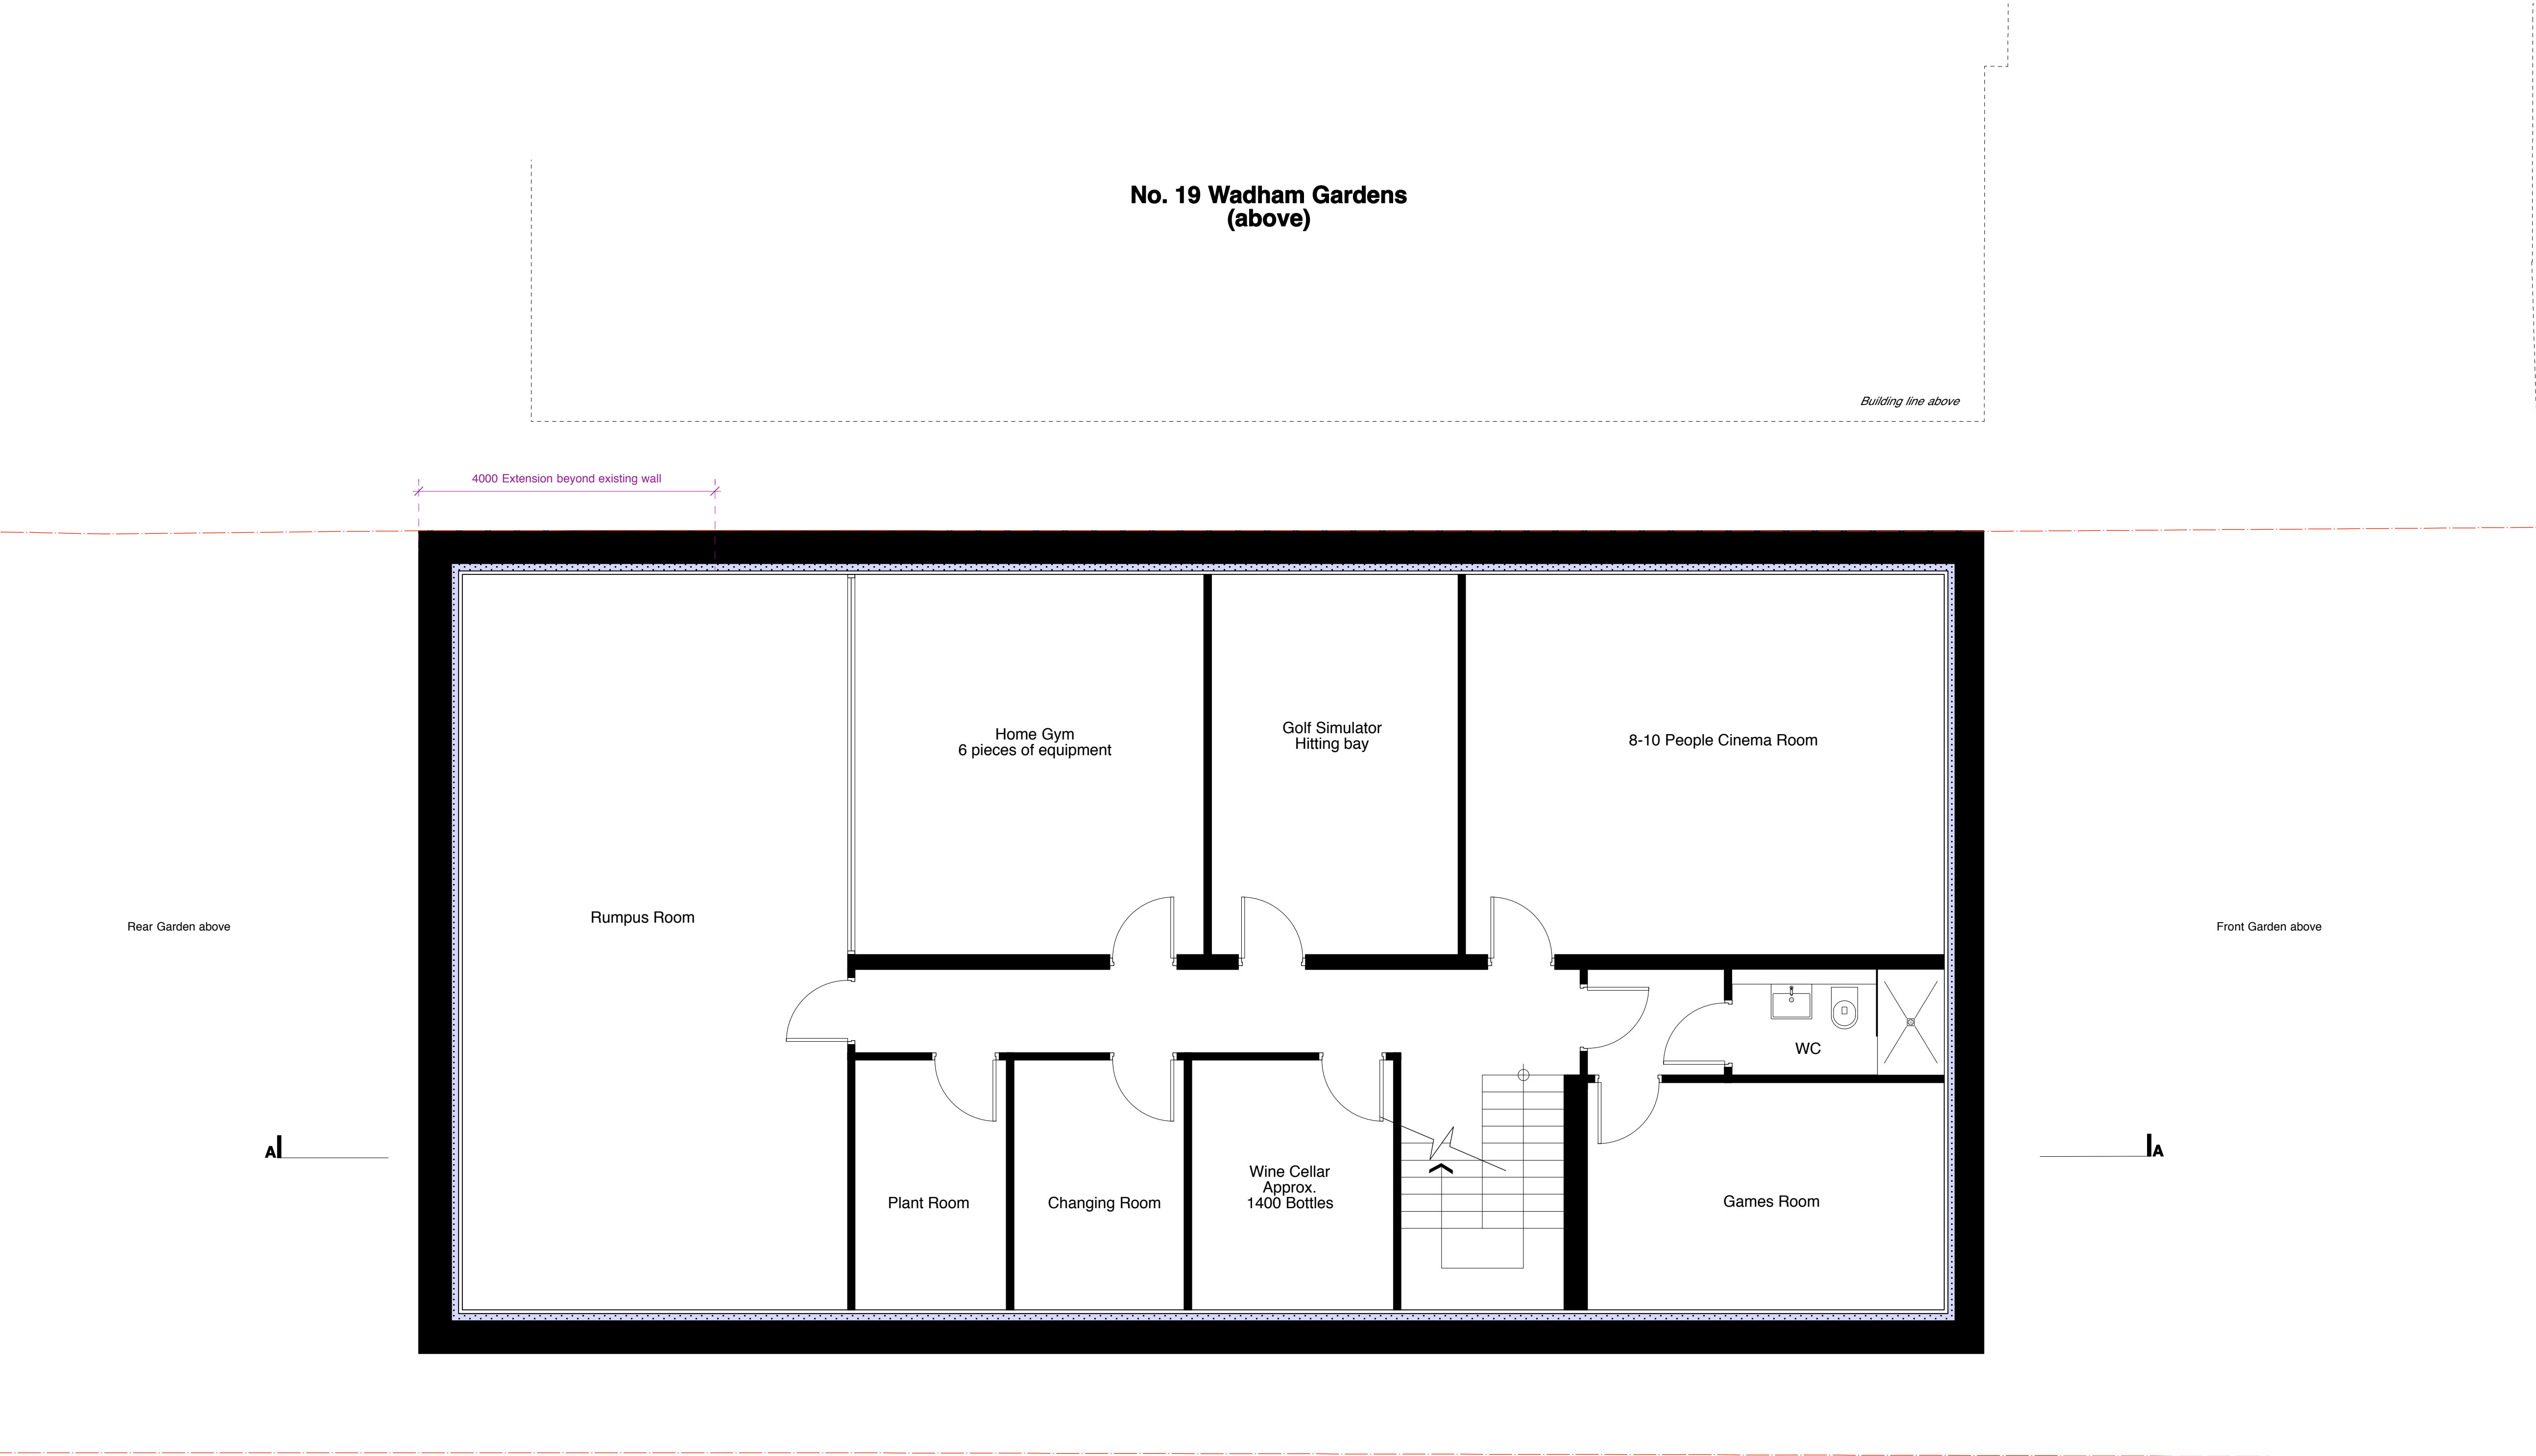 No. 19 Wadham Gardens
(above)
Building line above
4000 Extension beyond existing wall
Home Gym
6 pieces of equipment
Golf Simulator
Hitting bay
8-10 People Cinema Room
Rumpus Room
Rear Garden above
Front Garden above
WC
A
A
Plant Room
Changing Room
Wine Cellar
Approx.
1400 Bottles
Games Room